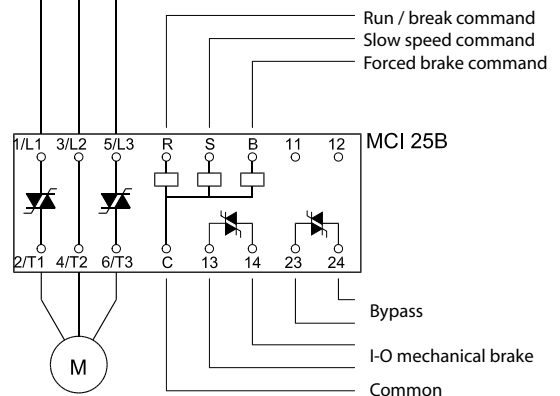 Run / break command
Slow speed command
Forced brake command
1/L1 3/L2 5/L3 R S B 11 12 MCI 25B
2/T1 4/T2 6/T3 C 13 14 23 24
Bypass
M
I-O mechanical brake
Common